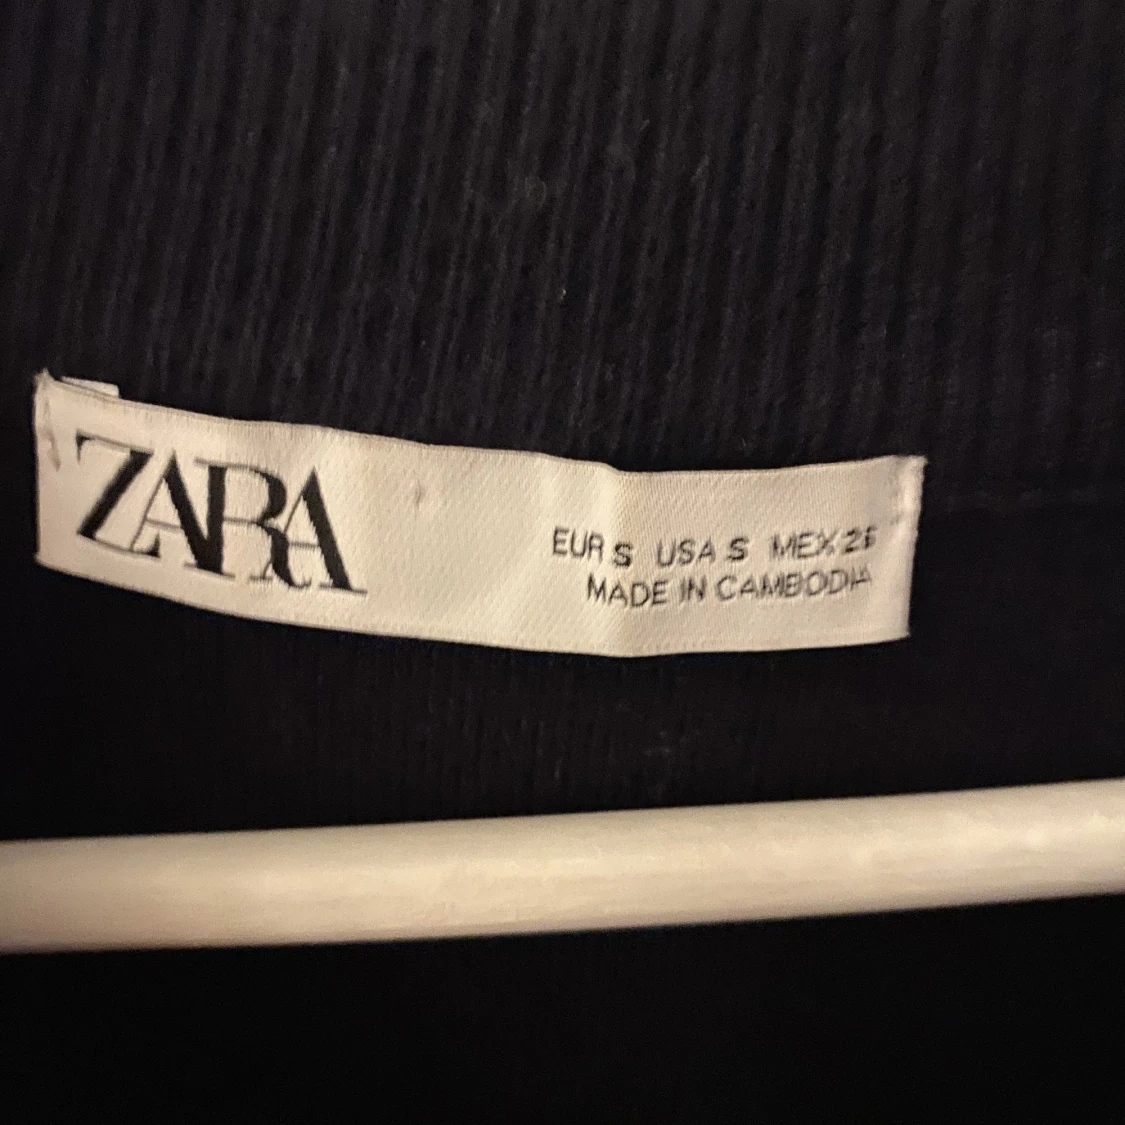 ZARA
EUR S USA S MEX 26
MADE IN CAMBODIA